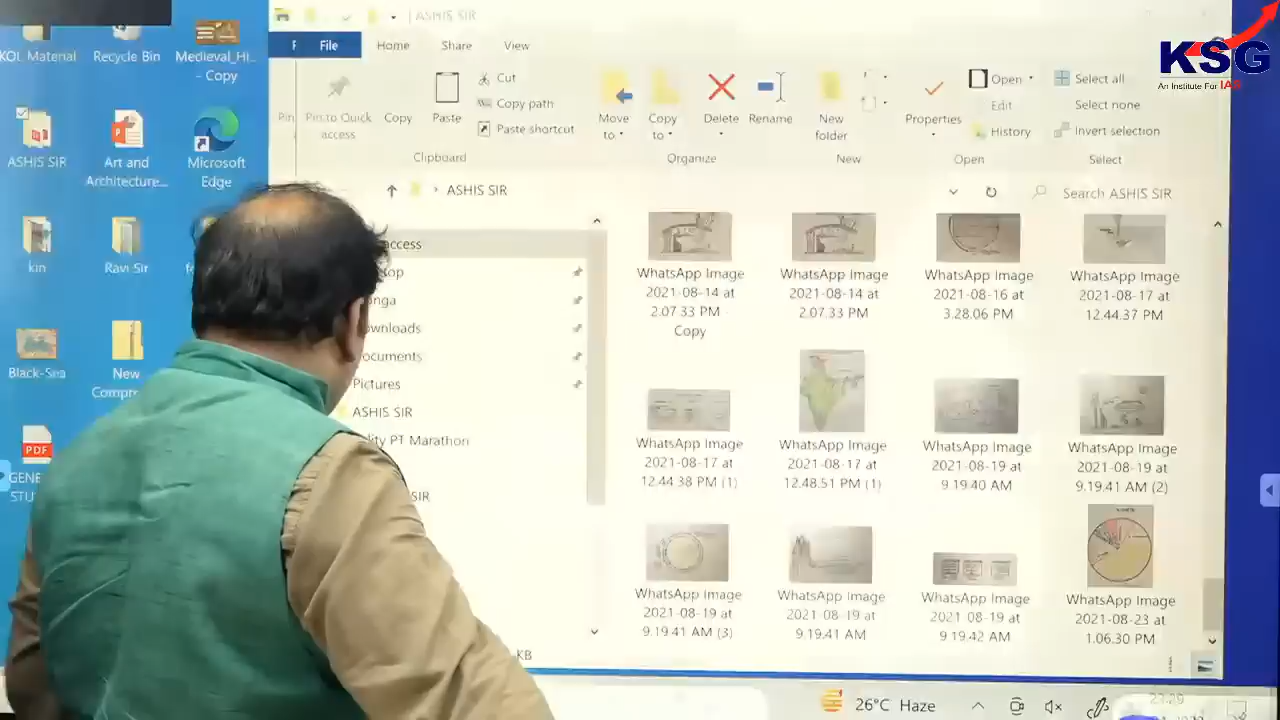 ASHIS SIR
KSG
An Institute For IAS
File
Home
Share
View
KOL Material
Recycle Bin
Medieval_Hi...
- Copy
Pin to Quick
access
Copy
Paste
Cut
Copy path
Paste shortcut
Move
to
Copy
to
Delete
Rename
New
folder
Properties
Open
Edit
History
Select all
Select none
Invert selection
Clipboard
Organize
New
Open
Select
ASHIS SIR
Art and
Architecture...
Microsoft
Edge
ASHIS SIR
Search ASHIS SIR
kin
Ravi Sir
Black-Sea
New
Compre
PDF
GENE
STU
access
top
onga
ownloads
ocuments
Pictures
ASHIS SIR
lity PT Marathon
SIR
KB
WhatsApp Image
2021-08-14 at
2.07.33 PM -
Copy
WhatsApp Image
2021-08-14 at
2.07.33 PM
WhatsApp Image
2021-08-16 at
3.28.06 PM
WhatsApp Image
2021-08-17 at
12.44.37 PM
WhatsApp Image
2021-08-17 at
12.44.38 PM (1)
WhatsApp Image
2021-08-17 at
12.48.51 PM (1)
WhatsApp Image
2021-08-19 at
9.19.40 AM
WhatsApp Image
2021-08-19 at
9.19.41 AM (2)
WhatsApp Image
2021-08-19 at
9.19.41 AM (3)
WhatsApp Image
2021-08-19 at
9.19.41 AM
WhatsApp Image
2021-08-19 at
9.19.42 AM
WhatsApp Image
2021-08-23 at
1.06.30 PM
26°C Haze